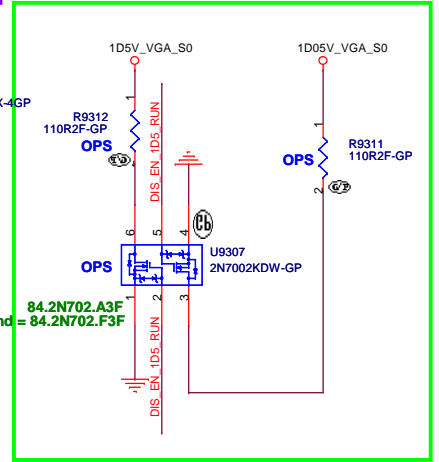 1D5V_VGA_S0
1D05V_VGA_S0
X-4GP
1
R9312
110R2F-GP
OPS
DIS_EN_1D5_RUN
1
R9311
110R2F-GP
OPS
2
6
5
4
OPS
U9307
2N7002KDW-GP
1
2
3
84.2N702.A3F
nd = 84.2N702.F3F
DIS_EN_1D5_RUN